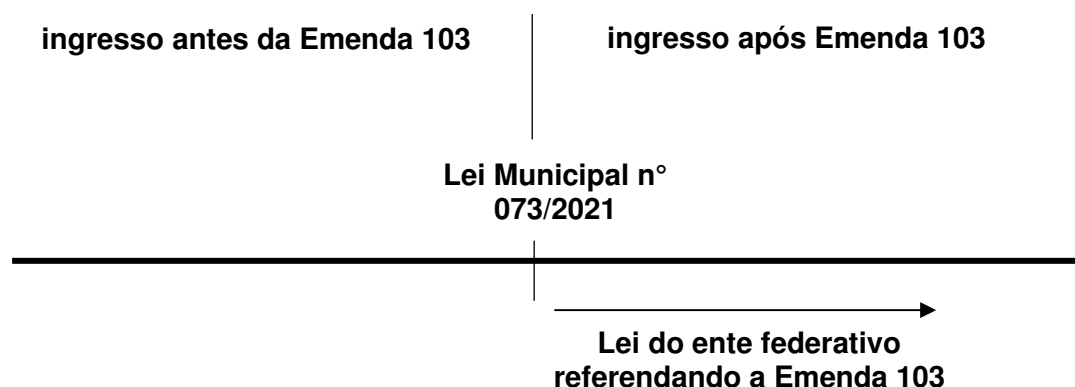 ingresso antes da Emenda 103
ingresso após Emenda 103
Lei Municipal n°
073/2021
Lei do ente federativo
referendando a Emenda 103